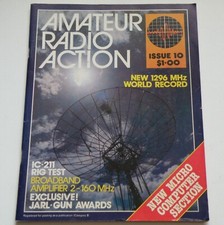 AMATEUR
RADIO
ACTION
ISSUE 10
$1·00
NEW 1296 MHz
WORLD RECORD
IC-211
RIG TEST
BROADBAND
AMPLIFIER 2-160 MHz
EXCLUSIVE!
JARL-GUN AWARDS
NEW MICRO
COMPUTER
SECTION